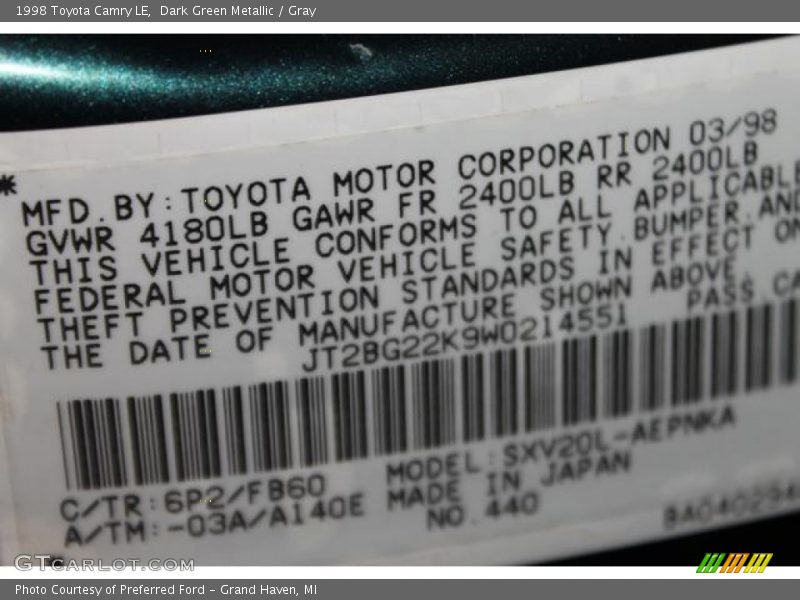 1998 Toyota Camry LE, Dark Green Metallic / Gray
* MFD.BY:TOYOTA MOTOR CORPORATION 03/98
GVWR 4180LB GAWR FR 2400LB RR 2400LB
THIS VEHICLE CONFORMS TO ALL APPLICABLE
FEDERAL MOTOR VEHICLE SAFETY,BUMPER,AND
THEFT PREVENTION STANDARDS IN EFFECT ON
THE DATE OF MANUFACTURE SHOWN ABOVE.
JT2BG22K9W0214551 PASS.CA
C/TR:6P2/FB60 MODEL:SXV20L-AEPNKA
A/TM:-03A/A140E MADE IN JAPAN
NO.440
GTcarlot.com
Photo Courtesy of Preferred Ford - Grand Haven, MI